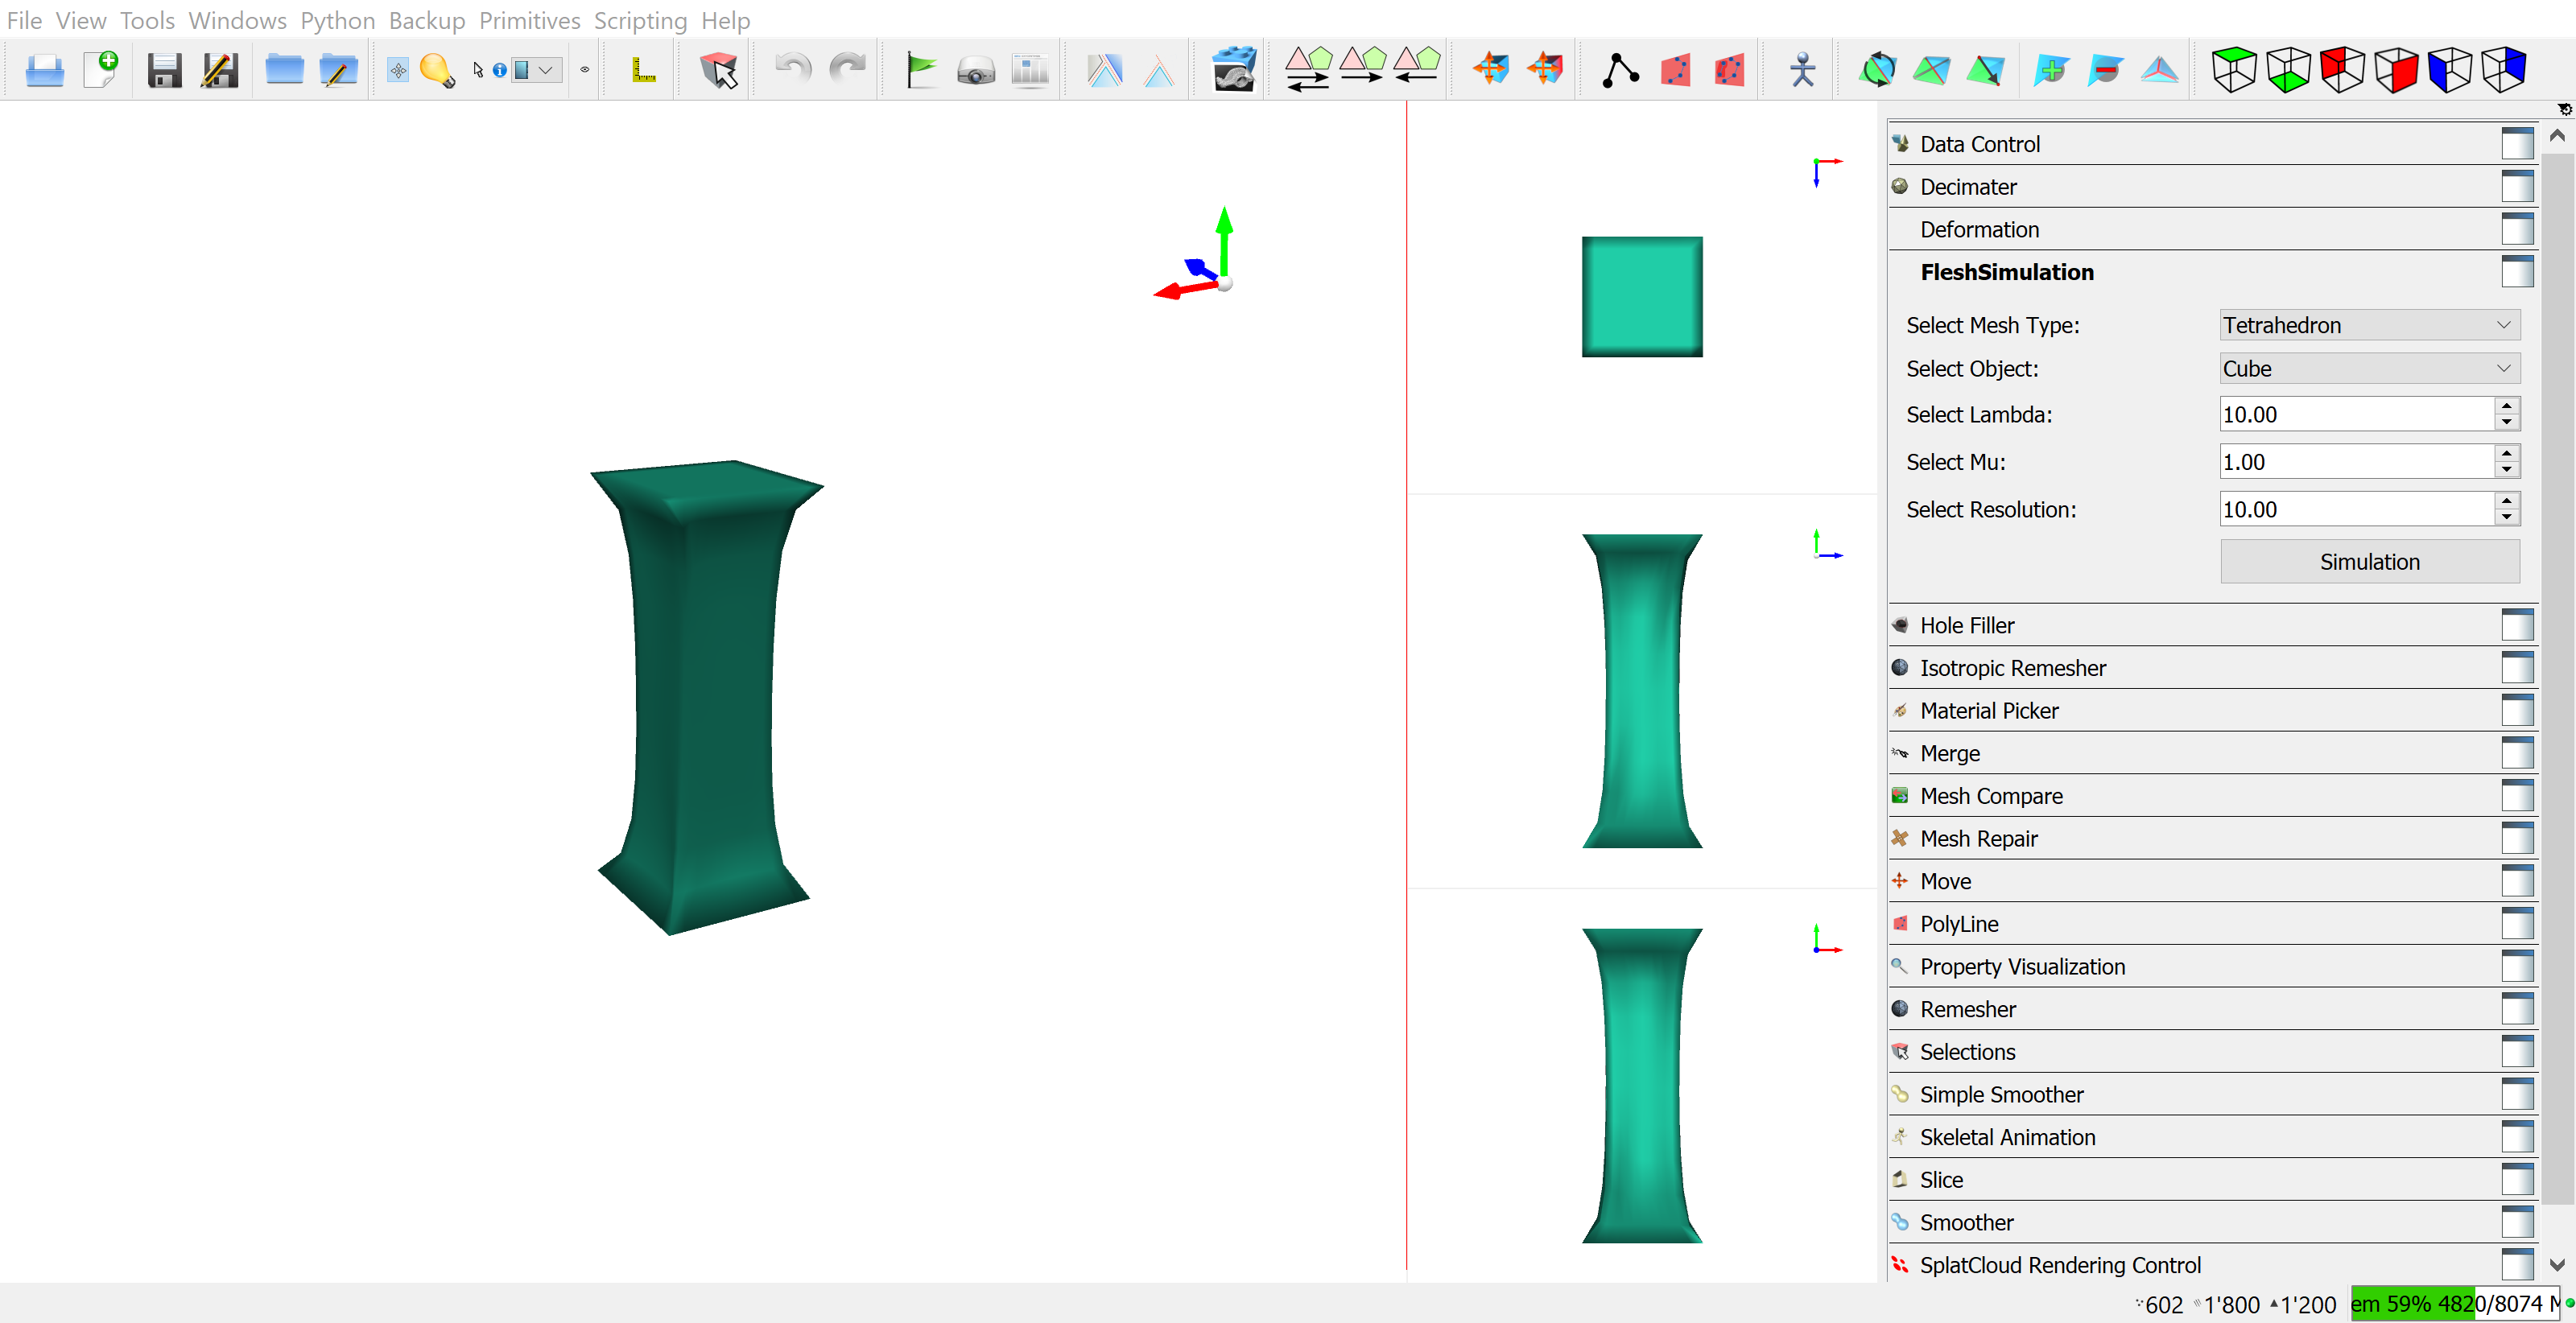 File View Tools Windows Python Backup Primitives Scripting Help
Data Control
Decimater
Deformation
FleshSimulation
Select Mesh Type: Tetrahedron
Select Object: Cube
Select Lambda: 10.00
Select Mu: 1.00
Select Resolution: 10.00
Simulation
Hole Filler
Isotropic Remesher
Material Picker
Merge
Mesh Compare
Mesh Repair
Move
PolyLine
Property Visualization
Remesher
Selections
Simple Smoother
Skeletal Animation
Slice
Smoother
SplatCloud Rendering Control
602 1'800 1'200 em 59% 4820/8074 M